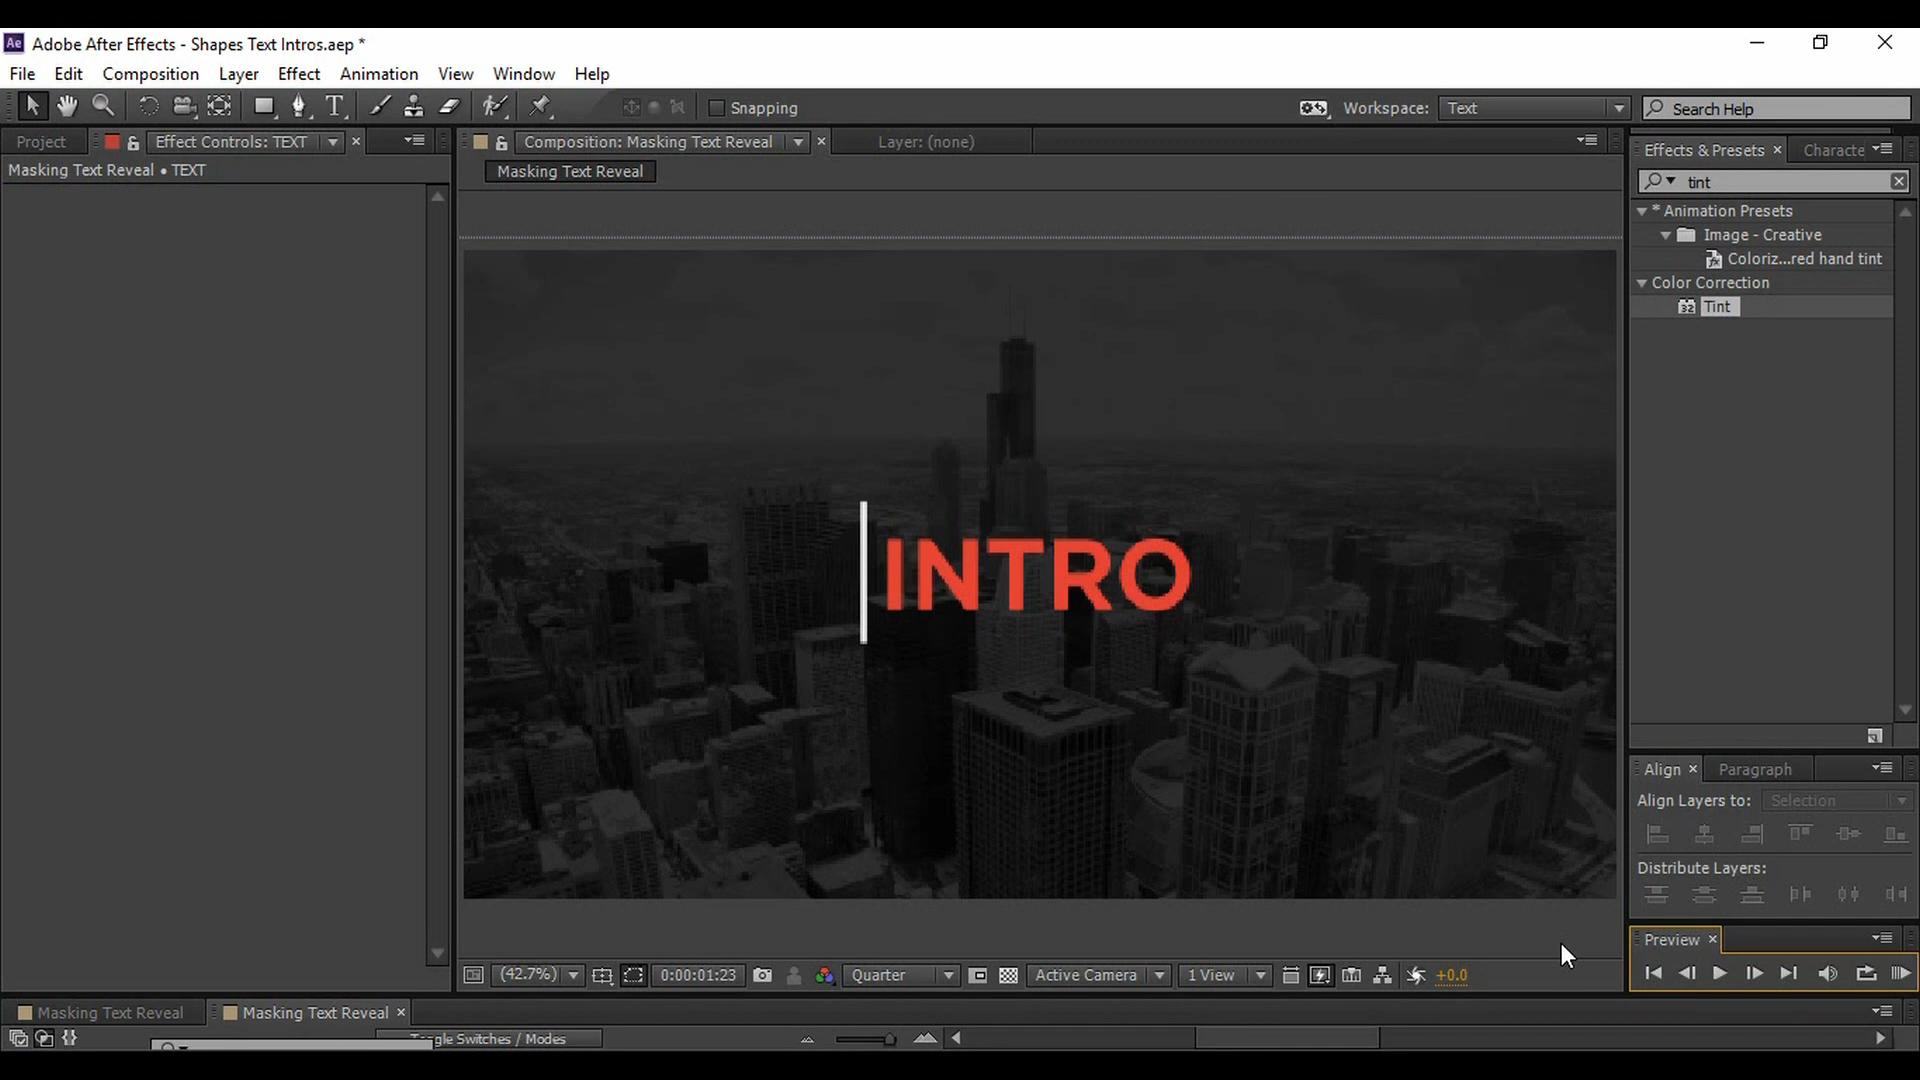 Ae Adobe After Effects - Shapes Text Intros.aep *
File Edit Composition Layer Effect Animation View Window Help
T Snapping Workspace: Text Search Help
Project Effect Controls: TEXT Composition: Masking Text Reveal Layer: (none) Effects & Presets Characte
Masking Text Reveal • TEXT
Masking Text Reveal
tint
* Animation Presets
Image - Creative
Coloriz...red hand tint
Color Correction
32 Tint
INTRO
Align Paragraph
Align Layers to: Selection
Distribute Layers:
Preview
(42.7%) 0:00:01:23 Quarter Active Camera 1 View +0.0
Masking Text Reveal Masking Text Reveal
ggle Switches / Modes